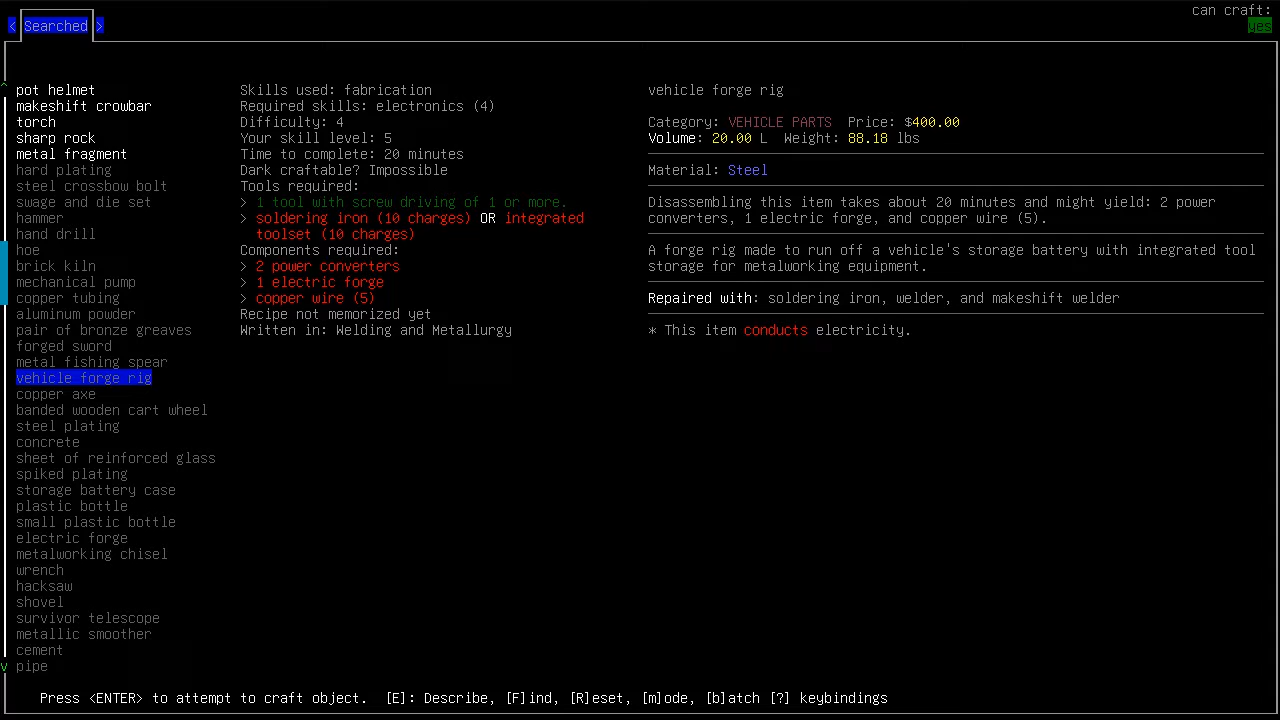 can craft:
< Searched >
yes
^
pot helmet
makeshift crowbar
torch
sharp rock
metal fragment
hard plating
steel crossbow bolt
swage and die set
hammer
hand drill
hoe
brick kiln
mechanical pump
copper tubing
aluminum powder
pair of bronze greaves
forged sword
metal fishing spear
vehicle forge rig
copper axe
banded wooden cart wheel
steel plating
concrete
sheet of reinforced glass
spiked plating
storage battery case
plastic bottle
small plastic bottle
electric forge
metalworking chisel
wrench
hacksaw
shovel
survivor telescope
metallic smoother
cement
v pipe
Skills used: fabrication
Required skills: electronics (4)
Difficulty: 4
Your skill level: 5
Time to complete: 20 minutes
Dark craftable? Impossible
Tools required:
> 1 tool with screw driving of 1 or more.
> soldering iron (10 charges) OR integrated
toolset (10 charges)
Components required:
> 2 power converters
> 1 electric forge
> copper wire (5)
Recipe not memorized yet
Written in: Welding and Metallurgy
vehicle forge rig
Category: VEHICLE PARTS Price: $400.00
Volume: 20.00 L Weight: 88.18 lbs
Material: Steel
Disassembling this item takes about 20 minutes and might yield: 2 power
converters, 1 electric forge, and copper wire (5).
A forge rig made to run off a vehicle's storage battery with integrated tool
storage for metalworking equipment.
Repaired with: soldering iron, welder, and makeshift welder
* This item conducts electricity.
Press <ENTER> to attempt to craft object. [E]: Describe, [F]ind, [R]eset, [m]ode, [b]atch [?] keybindings